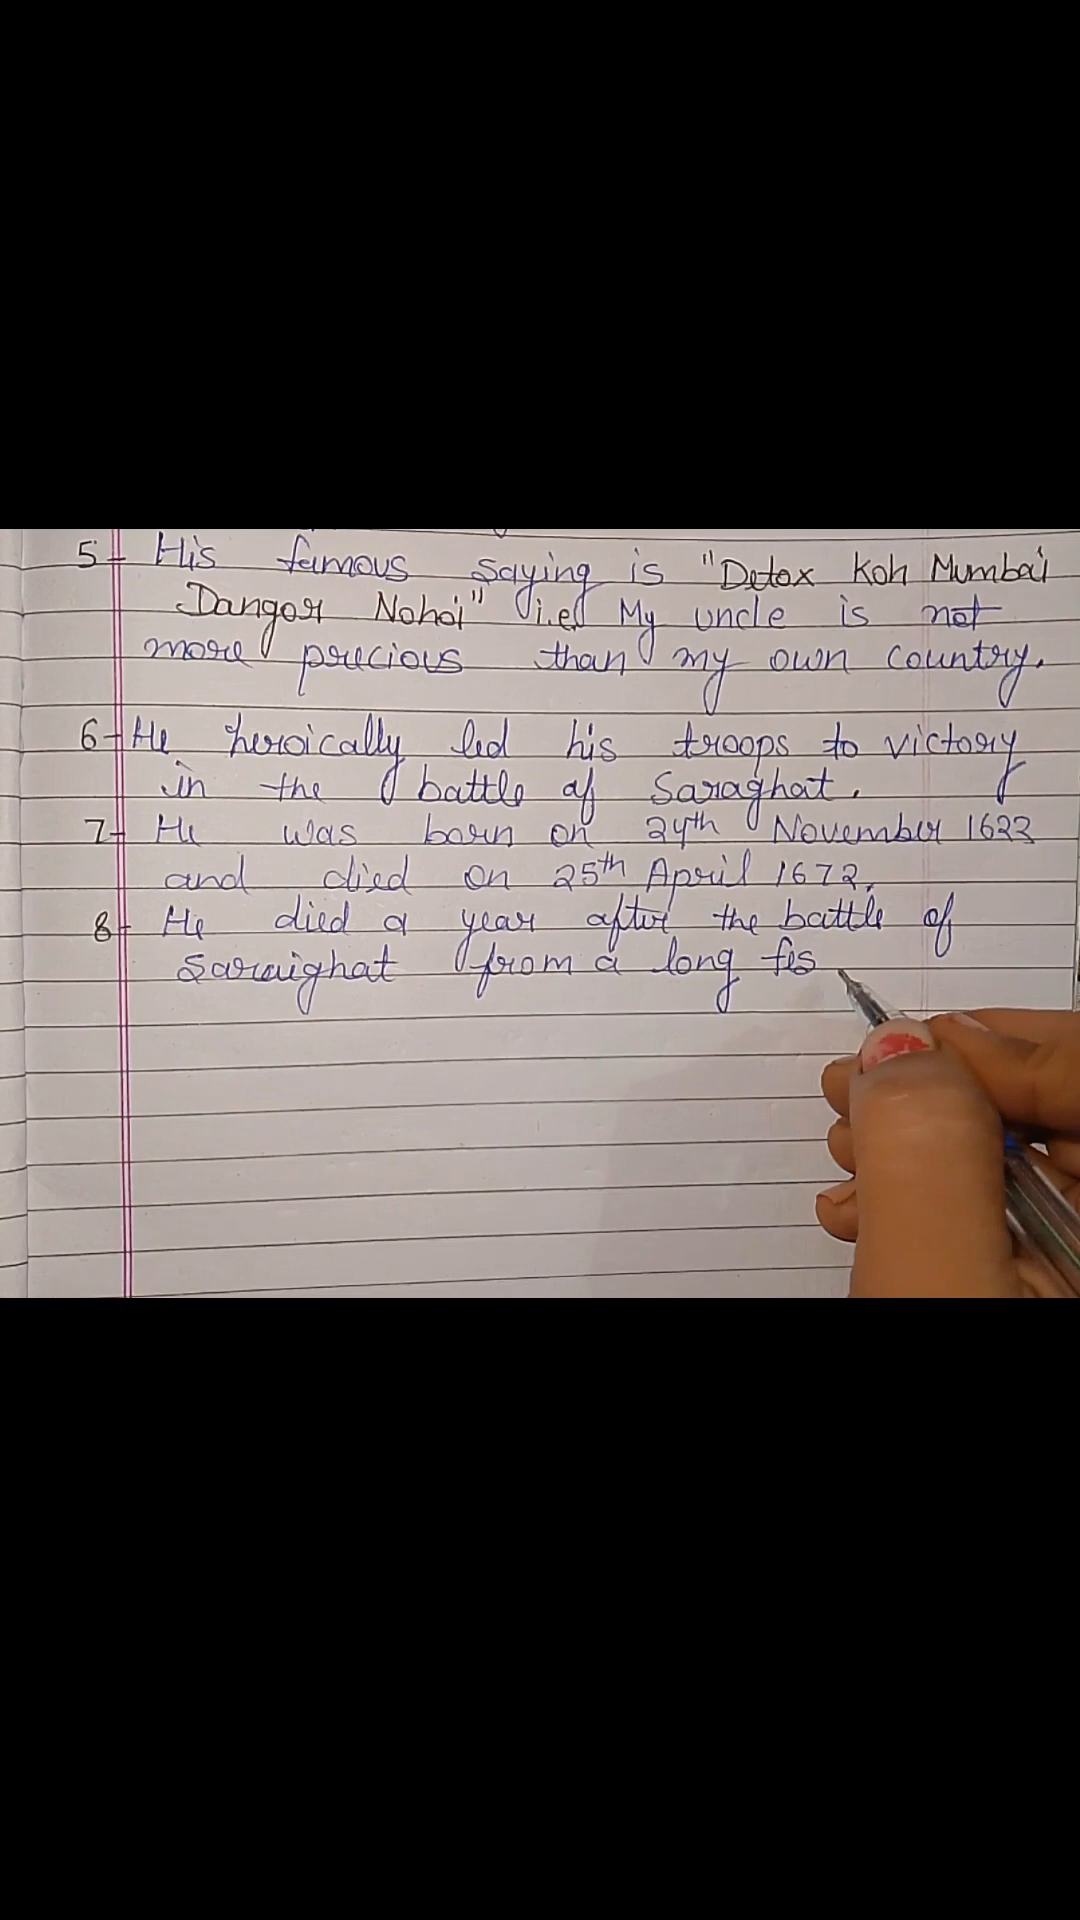 5- His famous saying is "Detox Koh Mumbai
Dangor Nohoi" i.e. My uncle is not
more precious than my own country.
6- He heroically led his troops to victory
in the battle of Saraghat.
7- He was born on 24th November 1622
and died on 25th April 1672.
8- He died a year after the battle of
Saraighat from a long fes